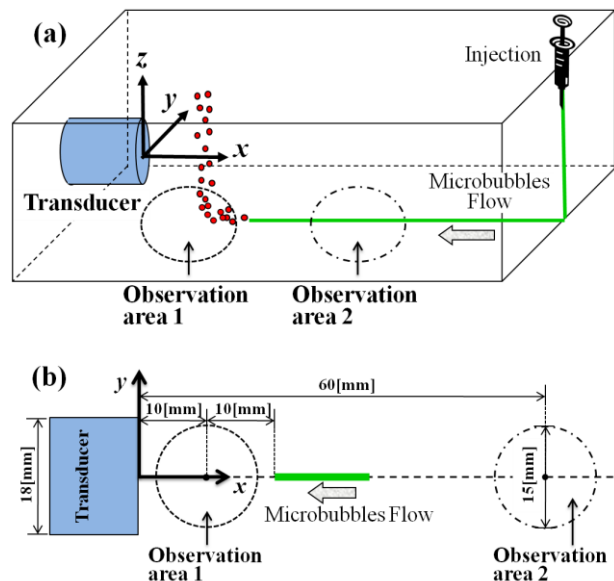 (a)
z
y
x
Injection
Transducer
Microbubbles
Flow
Observation
area 1
Observation
area 2
(b)
y
60[mm]
10[mm]
10[mm]
18[mm]
Transducer
x
15[mm]
Microbubbles Flow
Observation
area 1
Observation
area 2